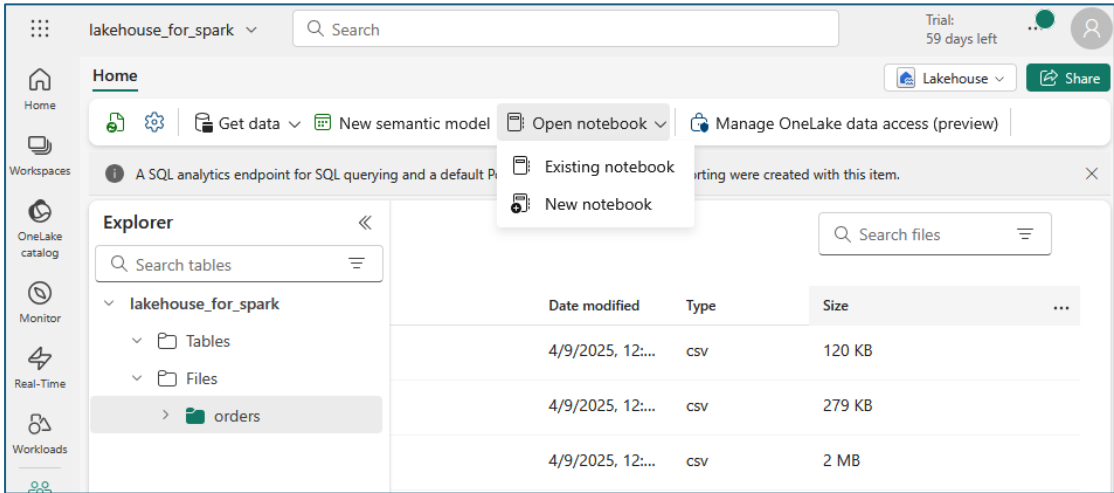 lakehouse_for_spark
Search
Trial:
59 days left
...
Home
Lakehouse
Share
Get data
New semantic model
Open notebook
Manage OneLake data access (preview)
Existing notebook
New notebook
A SQL analytics endpoint for SQL querying and a default P
rting were created with this item.
Home
Workspaces
OneLake
catalog
Monitor
Real-Time
Workloads
Explorer
Search tables
lakehouse_for_spark
Tables
Files
orders
Search files
Date modified Type Size ...
4/9/2025, 12:... csv 120 KB
4/9/2025, 12:... csv 279 KB
4/9/2025, 12:... csv 2 MB